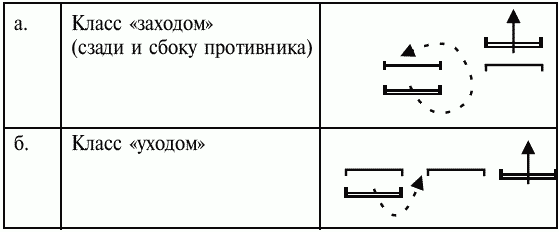 а. Класс «заходом»
(сзади и сбоку противника)
б. Класс «уходом»